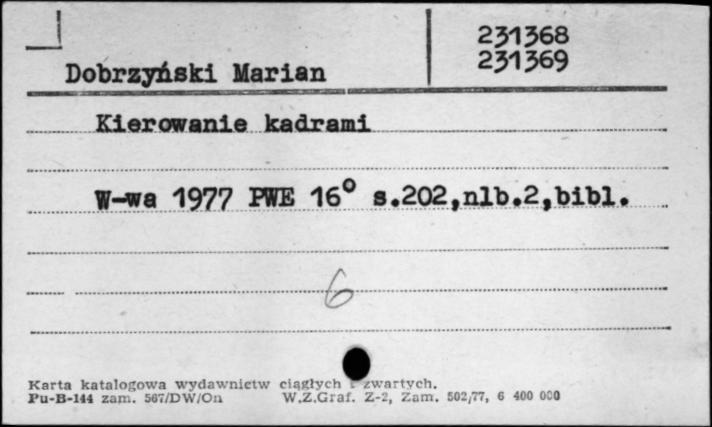 231368
Dobrzyński Marian 231369
Kierowanie kadrami
W-wa 1977 PWE 16° s.202,nlb.2,bibl.
6
Karta katalogowa wydawnictw ciągłych i zwartych.
Pu-B-144 zam. 567/DW/On W.Z.Graf. Z-2, Zam. 502/77, 6 400 000